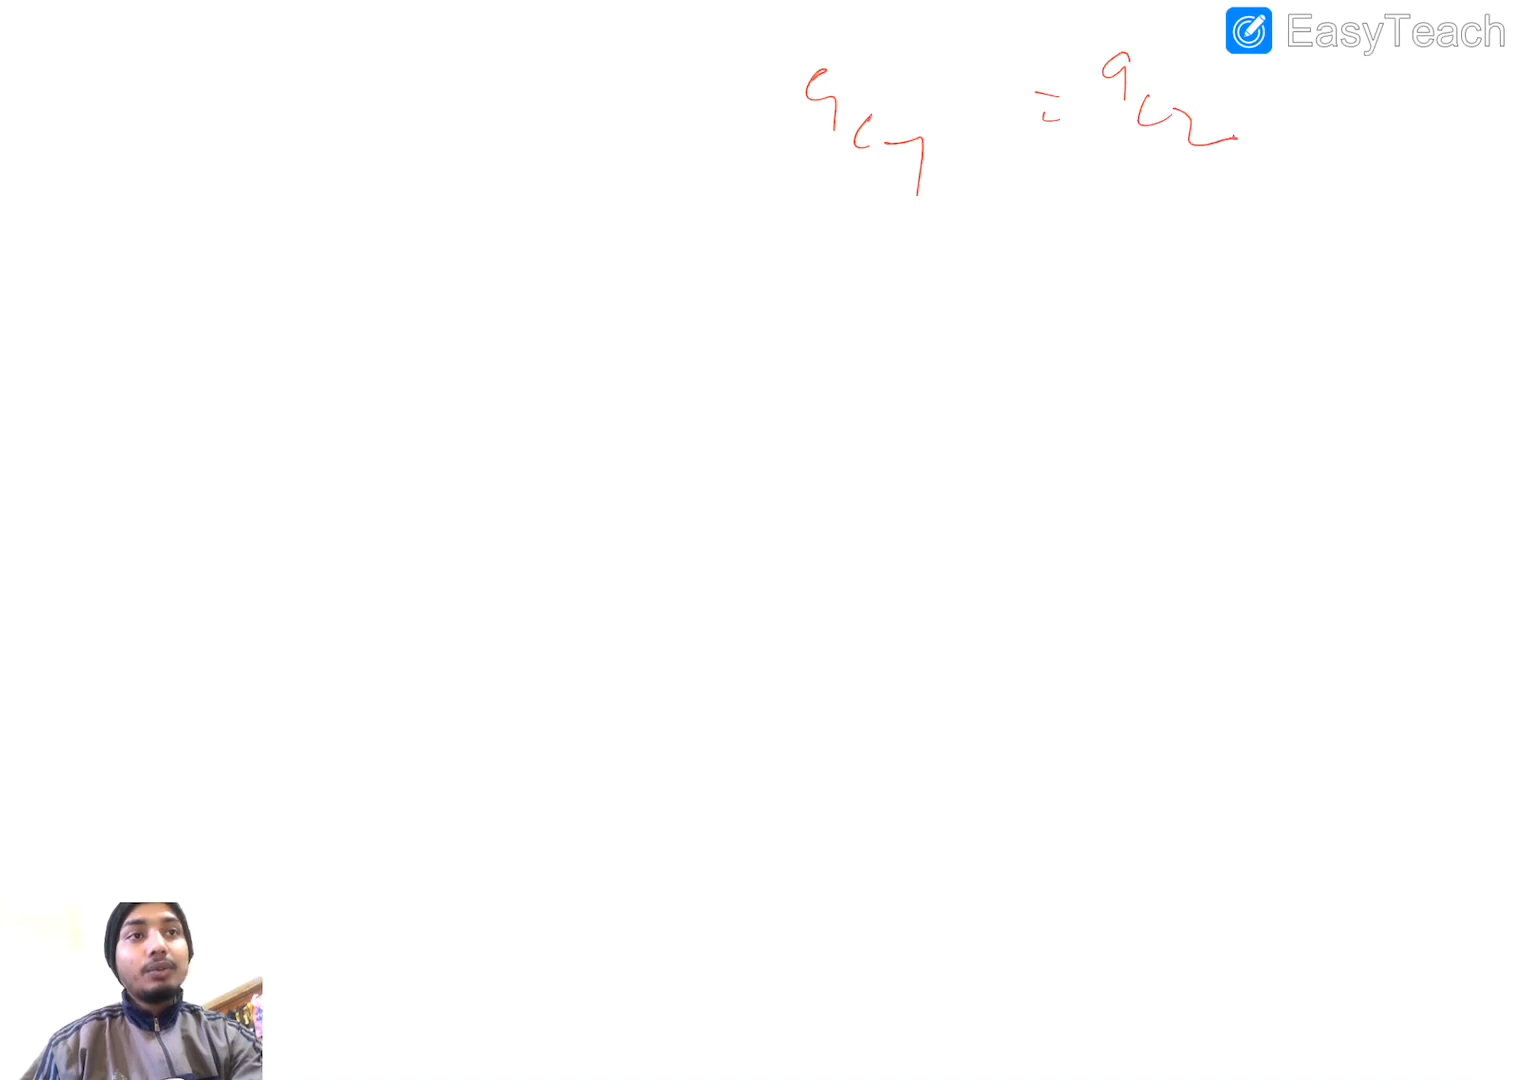 EasyTeach
⁹C₇ = ⁹C₂